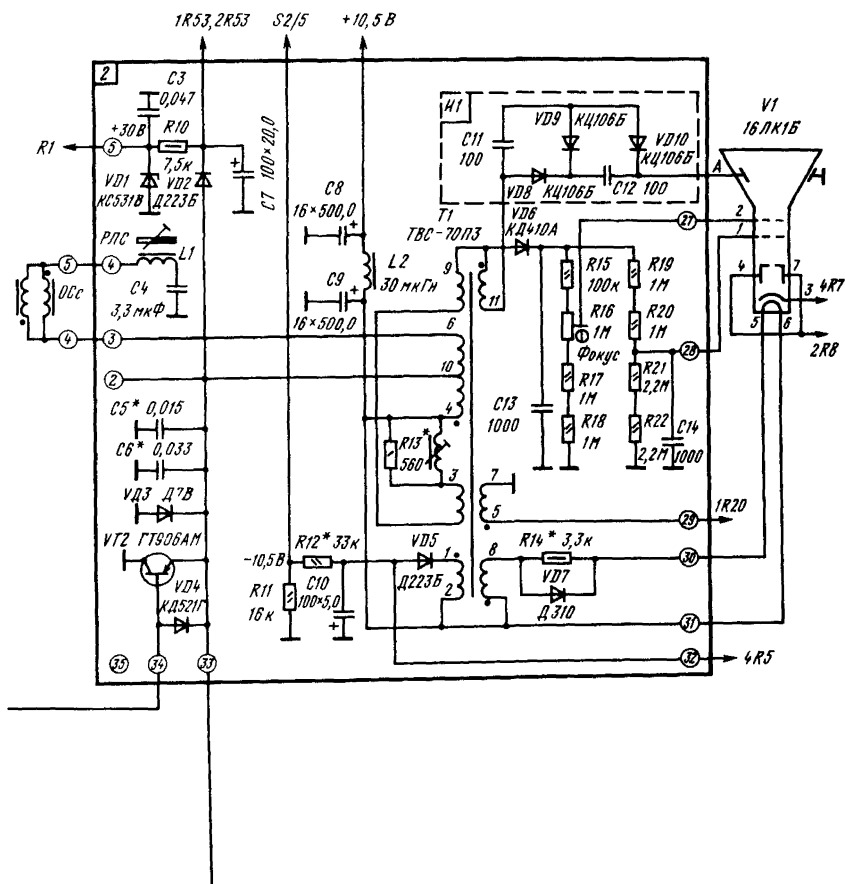 1R53,2R53
S2/5
+10,5 В
2
С3
0,047
+30В
R10
R1
5
7,5к
VD1
VD2
КС531В
Д223Б
С7 100×20,0
+
И1
С11
100
VD9
КЦ106Б
VD10
КЦ106Б
VD8
КЦ106Б
С12 100
V1
16ЛК1Б
А
С8
16×500,0
+
Т1
ТВС-70П3
VD6
КД410А
27
2
1
РЛС
L1
5
4
ОСс
С4
3,3 мкФ
L2
30 мкГн
С9
+
16×500,0
9
11
R15
100к
R19
1М
4
7
3
4R7
R16
1М
R20
1М
5
6
Фокус
28
2R8
4
3
6
2
10
R17
1М
R21
2,2М
С5* 0,015
4
С13
1000
R18
1М
R22
2,2М
С14
1000
С6* 0,033
R13*
560
VД3
Д7В
3
7
5
29
1R20
VT2
ГТ906АМ
-10,5В
R12* 33к
VD5
1
8
R14* 3,3к
30
VD4
КД521Г
R11
16к
С10
100×5,0
+
Д223Б
2
VD7
Д310
31
35
34
33
32
4R5